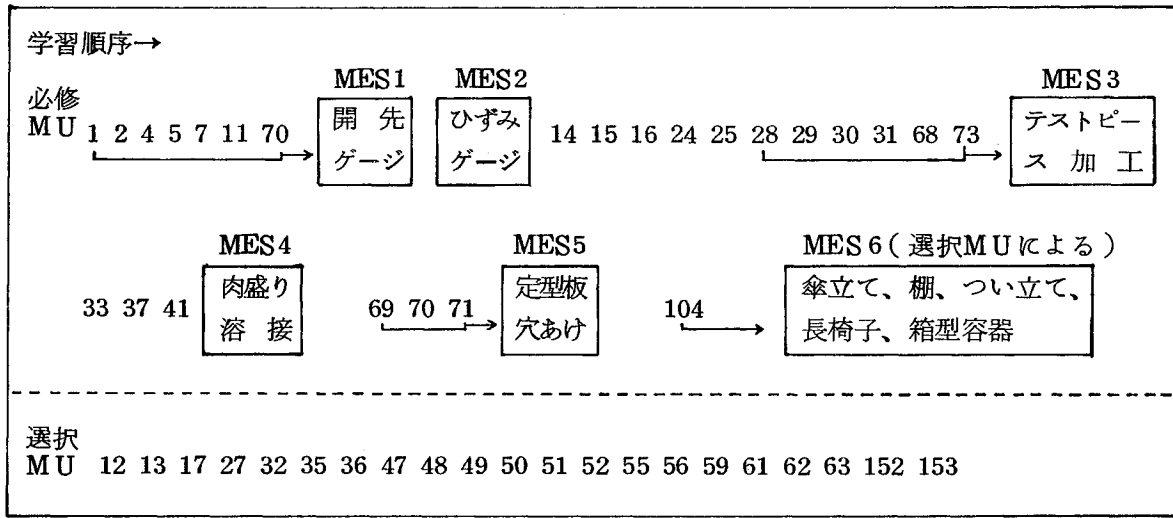 学習順序→
MES1 MES2 MES3
必修
MU 1 2 4 5 7 11 70 開先 ひずみ 14 15 16 24 25 28 29 30 31 68 73 テストピー
ゲージ ゲージ ス加工
MES4 MES5 MES6(選択MUによる)
33 37 41 肉盛り 69 70 71 定型板 104 傘立て、棚、つい立て、
溶接 穴あけ 長椅子、箱型容器
選択
MU 12 13 17 27 32 35 36 47 48 49 50 51 52 55 56 59 61 62 63 152 153